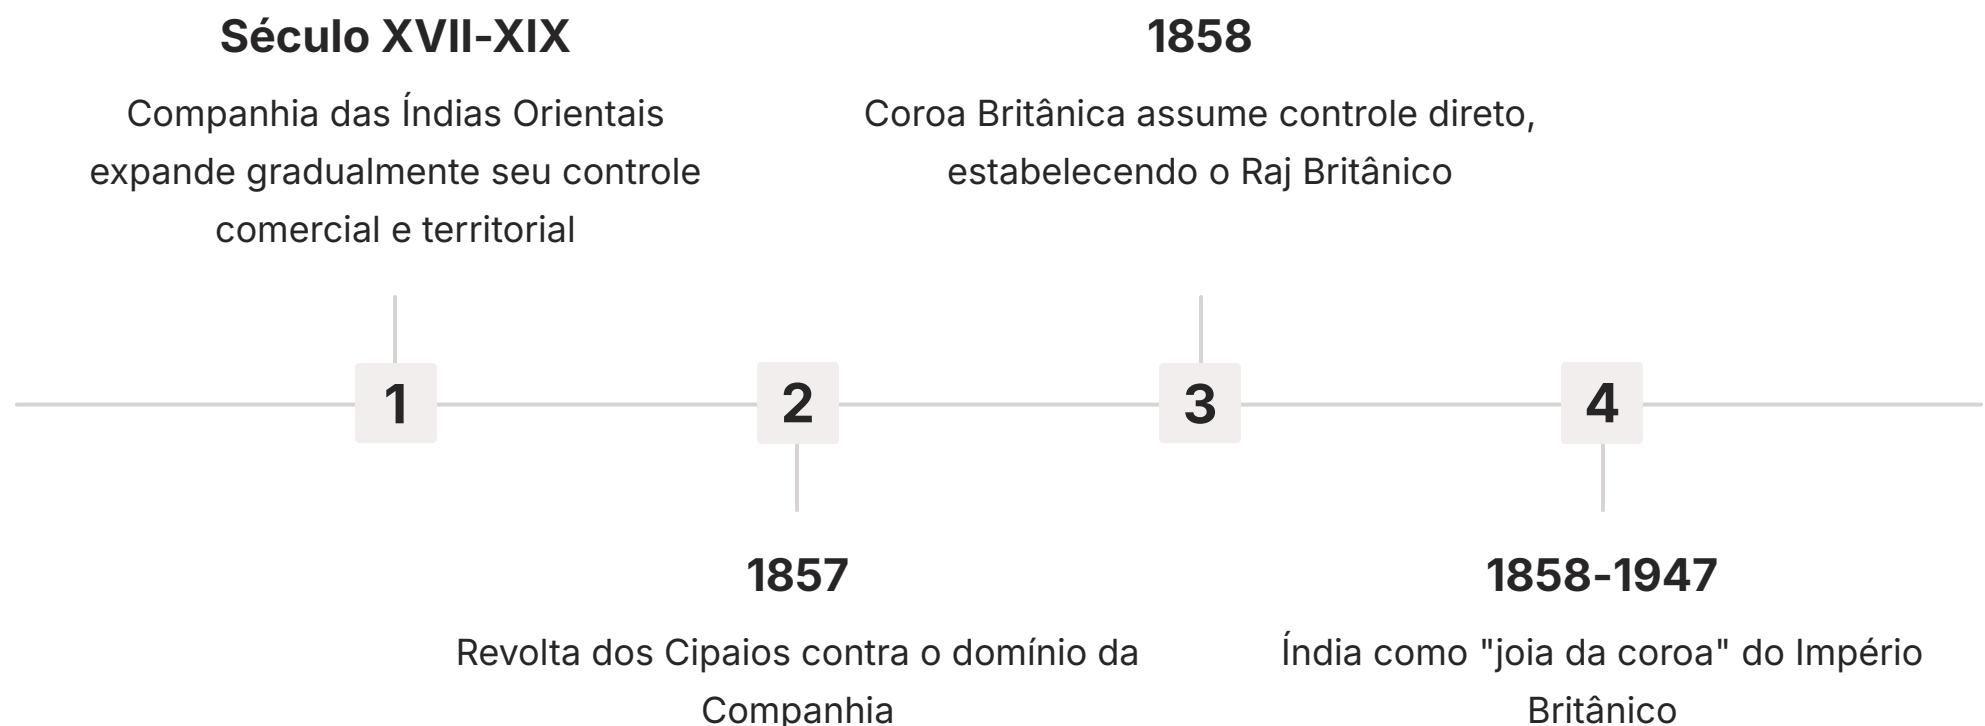 Século XVII-XIX
Companhia das Índias Orientais
expande gradualmente seu controle
comercial e territorial
1858
Coroa Britânica assume controle direto,
estabelecendo o Raj Britânico
1
2
3
4
1857
Revolta dos Cipaios contra o domínio da
Companhia
1858-1947
Índia como "joia da coroa" do Império
Britânico